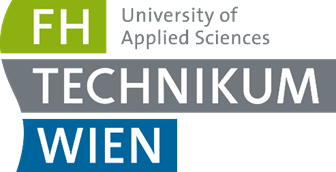 FH University of
Applied Sciences
TECHNIKUM
WIEN